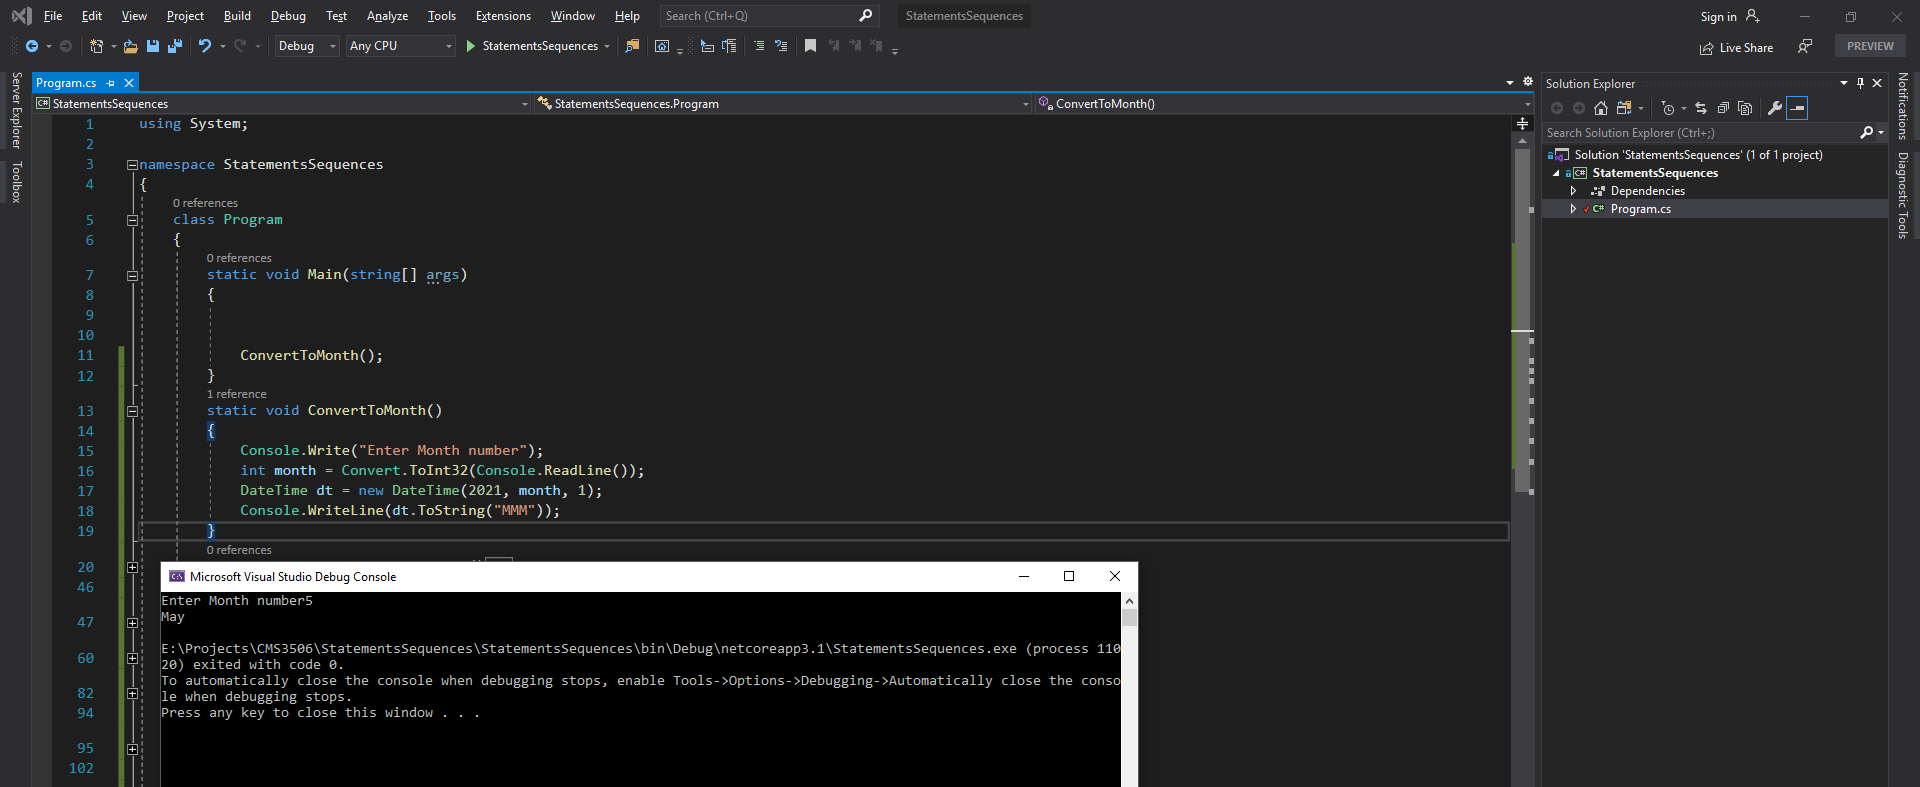 File Edit View Project Build Debug Test Analyze Tools Extensions Window Help Search (Ctrl+Q) StatementsSequences Sign in
Debug Any CPU StatementsSequences Live Share PREVIEW
Server Explorer
Toolbox
Program.cs
StatementsSequences StatementsSequences.Program ConvertToMonth()
1 using System;
2
3 namespace StatementsSequences
4 {
0 references
5 class Program
6 {
0 references
7 static void Main(string[] args)
8 {
9
10
11 ConvertToMonth();
12 }
1 reference
13 static void ConvertToMonth()
14 {
15 Console.Write("Enter Month number");
16 int month = Convert.ToInt32(Console.ReadLine());
17 DateTime dt = new DateTime(2021, month, 1);
18 Console.WriteLine(dt.ToString("MMM"));
19 }
0 references
20
46
47
60
82
94
95
102
Microsoft Visual Studio Debug Console
Enter Month number5
May
E:\Projects\CMS3506\StatementsSequences\StatementsSequences\bin\Debug\netcoreapp3.1\StatementsSequences.exe (process 110
20) exited with code 0.
To automatically close the console when debugging stops, enable Tools->Options->Debugging->Automatically close the conso
le when debugging stops.
Press any key to close this window . . .
Solution Explorer
Search Solution Explorer (Ctrl+;)
Solution 'StatementsSequences' (1 of 1 project)
C# StatementsSequences
Dependencies
C# Program.cs
Notifications
Diagnostic Tools